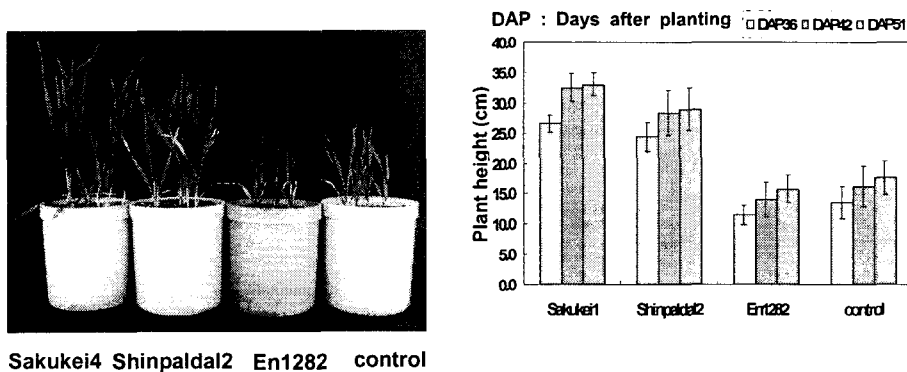 DAP : Days after planting
DAP36 DAP42 DAP51
Plant height (cm)
40.0
35.0
30.0
25.0
20.0
15.0
10.0
5.0
0.0
Sakukei1 Shinpaldal2 En1282 control
Sakukei4 Shinpaldal2 En1282 control